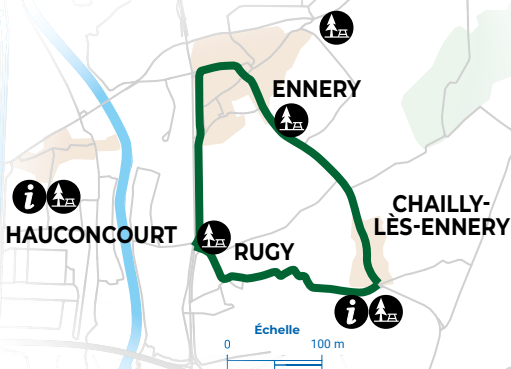 ENNERY
CHAILLY-
LÈS-ENNERY
i
HAUCONCOURT
RUGY
i
Échelle
0 100 m